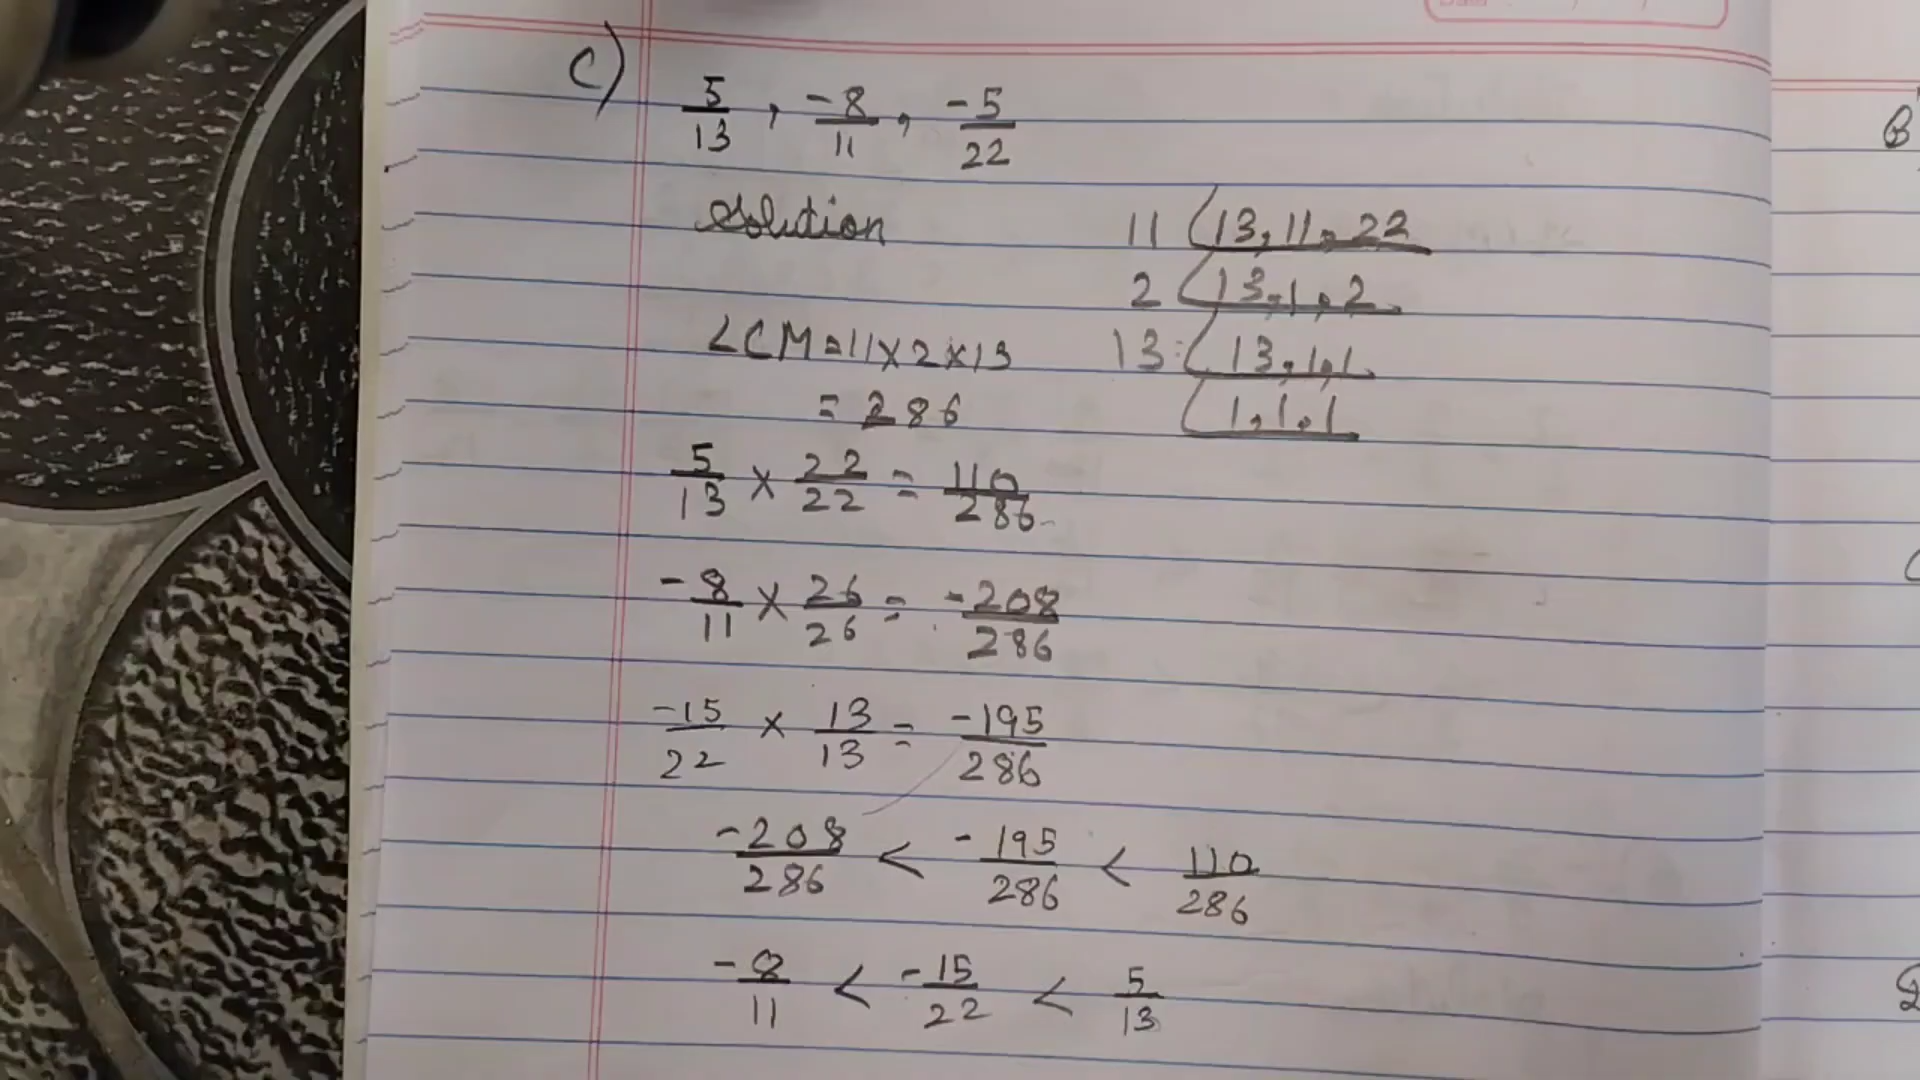 C)
5/13 , -8/11 , -5/22
Solution
11 (13, 11, 22
2 (13, 1, 2
LCM = 11 x 2 x 13
13 (13, 1, 1
= 286
(1, 1, 1
5/13 x 22/22 = 110/286
-8/11 x 26/26 = -208/286
-15/22 x 13/13 = -195/286
-208/286 < -195/286 < 110/286
-8/11 < -15/22 < 5/13
B